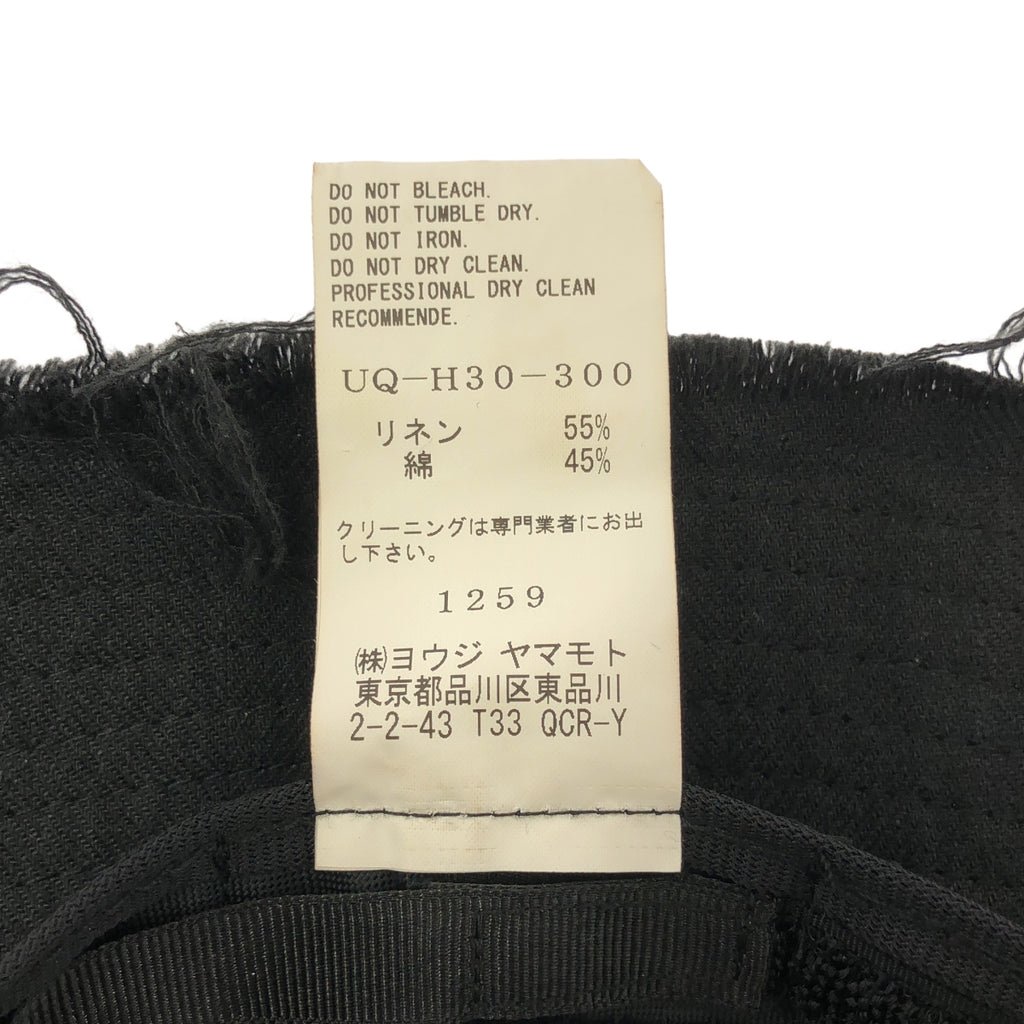 DO NOT BLEACH.
DO NOT TUMBLE DRY.
DO NOT IRON.
DO NOT DRY CLEAN.
PROFESSIONAL DRY CLEAN
RECOMMENDE.
UQ-H30-300
リネン 55%
綿 45%
クリーニングは専門業者にお出
し下さい。
1259
㈱ヨウジ ヤマモト
東京都品川区東品川
2-2-43 T33 QCR-Y